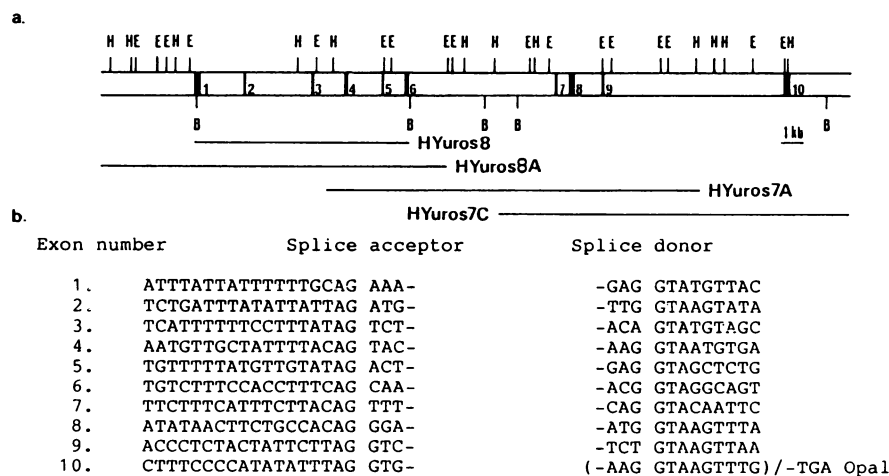 a.
H HE EEH E H E H EE EEH H EH E EE EE H HH E EH
1 2 3 4 5 6 7 8 9 10
B B B B B
1 kb
HYuros8
HYuros8A
HYuros7A
HYuros7C
b.
Exon number Splice acceptor Splice donor
1. ATTTATTATTTTTTGCAG AAA- -GAG GTATGTTAC
2. TCTGATTTATATTATTAG ATG- -TTG GTAAGTATA
3. TCATTTTTTCCTTTATAG TCT- -ACA GTATGTAGC
4. AATGTTGCTATTTTACAG TAC- -AAG GTAATGTGA
5. TGTTTTTATGTTGTATAG ACT- -GAG GTAGCTCTG
6. TGTCTTTCCACCTTTCAG CAA- -ACG GTAGGCAGT
7. TTCTTTCATTTCTTACAG TTT- -CAG GTACAATTC
8. ATATAACTTCTGCCACAG GGA- -ATG GTAAGTTTA
9. ACCCTCTACTATTCTTAG GTC- -TCT GTAAGTTAA
10. CTTTCCCCATATATTTAG GTG- (-AAG GTAAGTTTG)/-TGA Opal